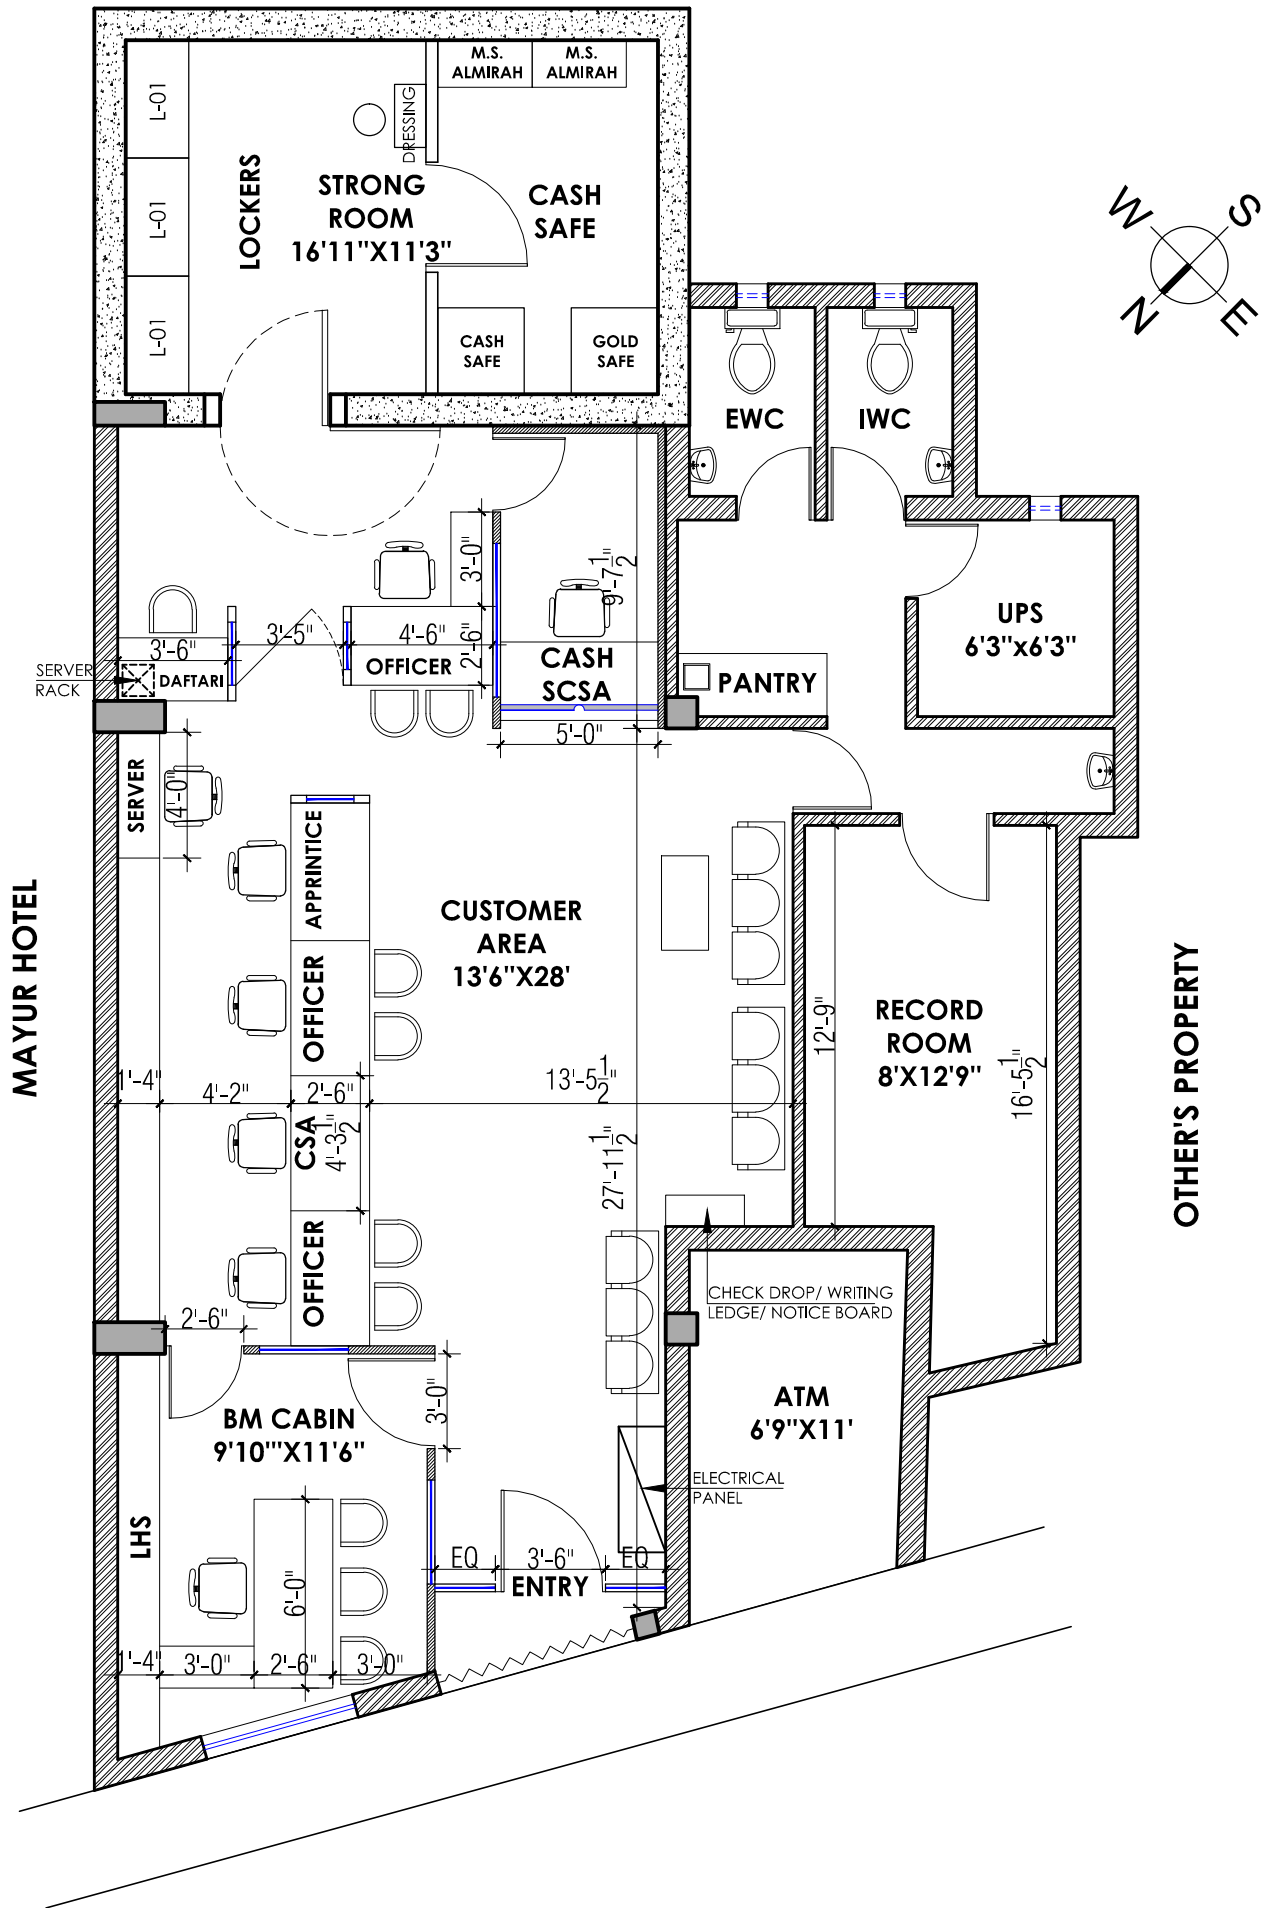 M.S.
ALMIRAH
M.S.
ALMIRAH
L-01
L-01
L-01
LOCKERS
DRESSING
STRONG
ROOM
16'11"X11'3"
CASH
SAFE
CASH
SAFE
GOLD
SAFE
W
S
N
E
EWC
IWC
3'-0"
9'-7 1/2"
UPS
6'3"x6'3"
3'-6"
3'-5"
4'-6"
2'-6"
OFFICER
CASH
SCSA
SERVER
RACK
DAFTARI
PANTRY
5'-0"
SERVER
4'-0"
APPRINTICE
CUSTOMER
AREA
13'6"X28'
MAYUR HOTEL
OTHER'S PROPERTY
OFFICER
12'-9"
RECORD
ROOM
8'X12'9"
16'-5 1/2"
1'-4"
4'-2"
2'-6"
13'-5 1/2"
CSA
4'-3 1/2"
27'-11 1/2"
OFFICER
CHECK DROP/ WRITING
LEDGE/ NOTICE BOARD
2'-6"
3'-0"
BM CABIN
9'10'"X11'6"
ATM
6'9"X11'
ELECTRICAL
PANEL
LHS
6'-0"
EQ
3'-6"
EQ
ENTRY
1'-4"
3'-0"
2'-6"
3'-0"